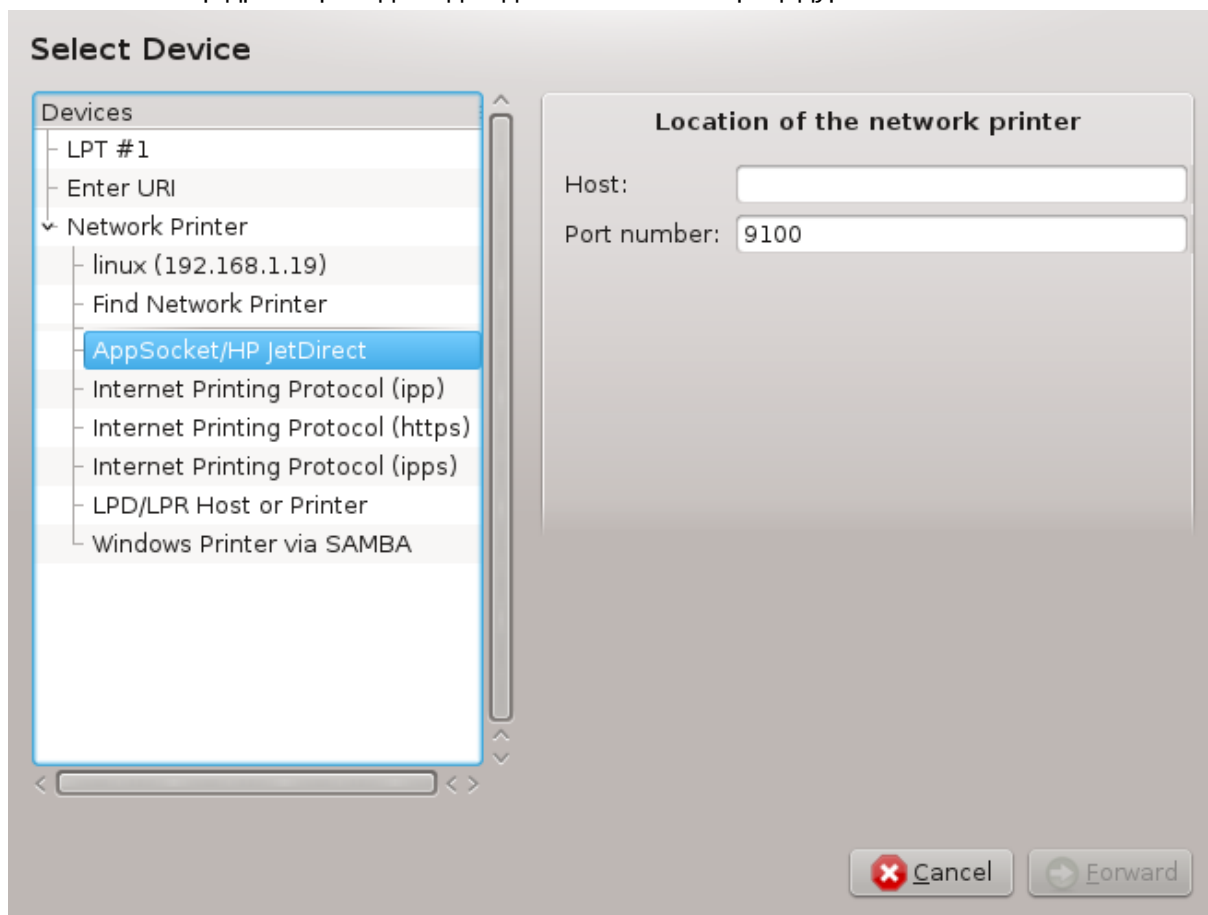 Select Device
Devices
LPT #1
Enter URI
Network Printer
linux (192.168.1.19)
Find Network Printer
AppSocket/HP JetDirect
Internet Printing Protocol (ipp)
Internet Printing Protocol (https)
Internet Printing Protocol (ipps)
LPD/LPR Host or Printer
Windows Printer via SAMBA
Location of the network printer
Host:
Port number: 9100
Cancel
Forward